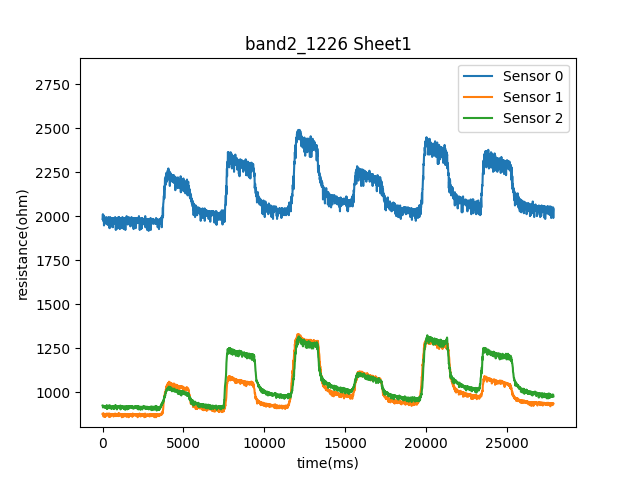 band2_1226 Sheet1
Sensor 0
Sensor 1
Sensor 2
resistance(ohm)
2750
2500
2250
2000
1750
1500
1250
1000
0 5000 10000 15000 20000 25000
time(ms)